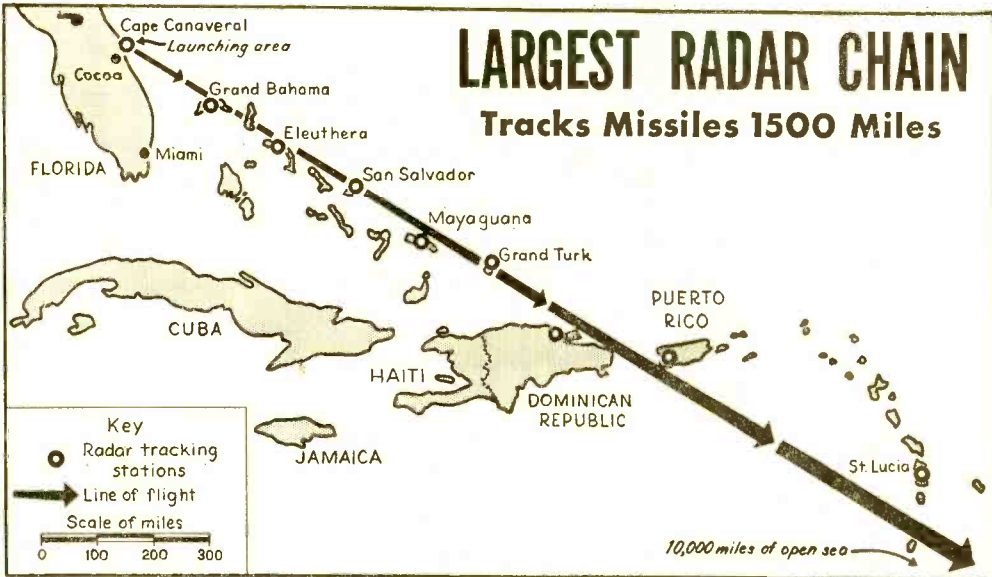 LARGEST RADAR CHAIN
Tracks Missiles 1500 Miles
Cape Canaveral
Launching area
Cocoa
Grand Bahama
Eleuthera
Miami
FLORIDA
San Salvador
Mayaguana
Grand Turk
CUBA
PUERTO
RICO
HAITI
DOMINICAN
REPUBLIC
JAMAICA
St. Lucia
10,000 miles of open sea
Key
Radar tracking
stations
Line of flight
Scale of miles
0 100 200 300